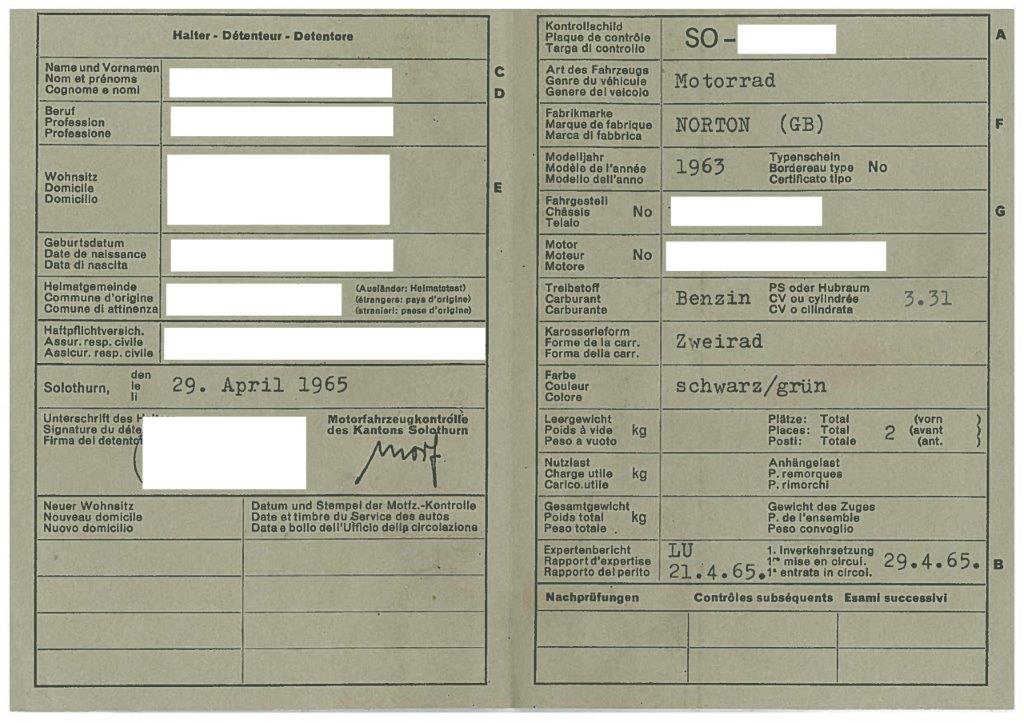 Halter - Détenteur - Detentore
Name und Vornamen
Nom et prénoms
Cognome e nomi
C
D
Beruf
Profession
Professione
Wohnsitz
Domicile
Domicilio
E
Geburtsdatum
Date de naissance
Data di nascita
Heimatgemeinde
Commune d'origine
Comune di attinenza
(Ausländer: Heimatstaat)
(étrangers: pays d'origine)
(stranieri: paese d'origine)
Haftpflichtversich.
Assur. resp. civile
Assicur. resp. civile
Solothurn,
den
le
li
29. April 1965
Unterschrift des
Signature du
Firma del
Motorfahrzeugkontrolle
des Kantons Solothurn
Neuer Wohnsitz
Nouveau domicile
Nuovo domicilio
Datum und Stempel der Motfz.-Kontrolle
Date et timbre du Service des autos
Data e bollo dell'Ufficio della circolazione
Kontrollschild
Plaque de contrôle
Targa di controllo
SO-
A
Art des Fahrzeugs
Genre du véhicule
Genere del veicolo
Motorrad
Fabrikmarke
Marque de fabrique
Marca di fabbrica
NORTON (GB)
F
Modelljahr
Modèle de l'année
Modello dell'anno
1963
Typenschein
Bordereau type No
Certificato tipo
Fahrgestell
Châssis No
Telaio
G
Motor
Moteur No
Motore
Treibstoff
Carburant
Carburante
Benzin
PS oder Hubraum
CV ou cylindrée
CV o cilindrata
3.31
Karosserieform
Forme de la carr.
Forma della carr.
Zweirad
Farbe
Couleur
Colore
schwarz/grün
Leergewicht
Poids à vide kg
Peso a vuoto
Plätze: Total
Places: Total
Posti: Totale
2
(vorn )
(avant )
(ant. )
Nutzlast
Charge utile kg
Carico.utile
Anhängelast
P. remorques
P. rimorchi
Gesamtgewicht
Poids total kg
Peso totale
Gewicht des Zuges
P. de l'ensemble
Peso convoglio
Expertenbericht
Rapport d'expertise
Rapporto del perito
LU
21.4.65.
1. Inverkehrsetzung
1re mise en circul.
1a entrata in circol.
29.4.65.
B
Nachprüfungen Contrôles subséquents Esami successivi